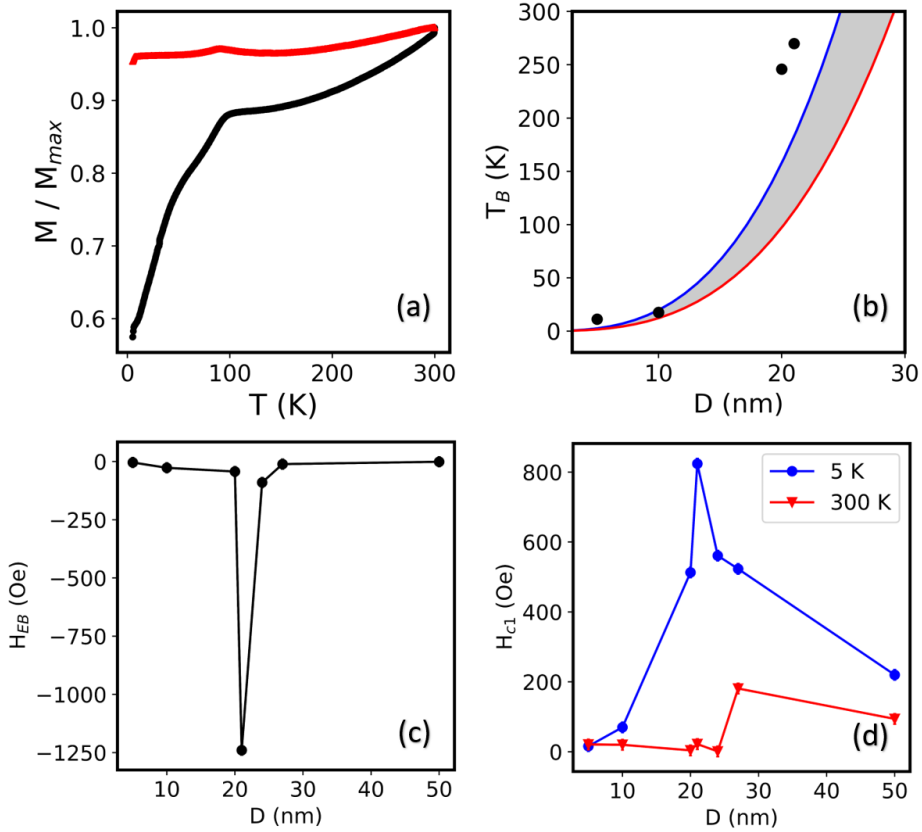 1.0
0.9
0.8
0.7
0.6
M / M_max
0
100
200
300
T (K)
(a)
300
250
200
150
100
50
0
T_B (K)
10
20
30
D (nm)
(b)
0
−250
−500
−750
−1000
−1250
H_EB (Oe)
10
20
30
40
50
D (nm)
(c)
800
600
400
200
0
H_c1 (Oe)
10
20
30
40
50
D (nm)
5 K
300 K
(d)